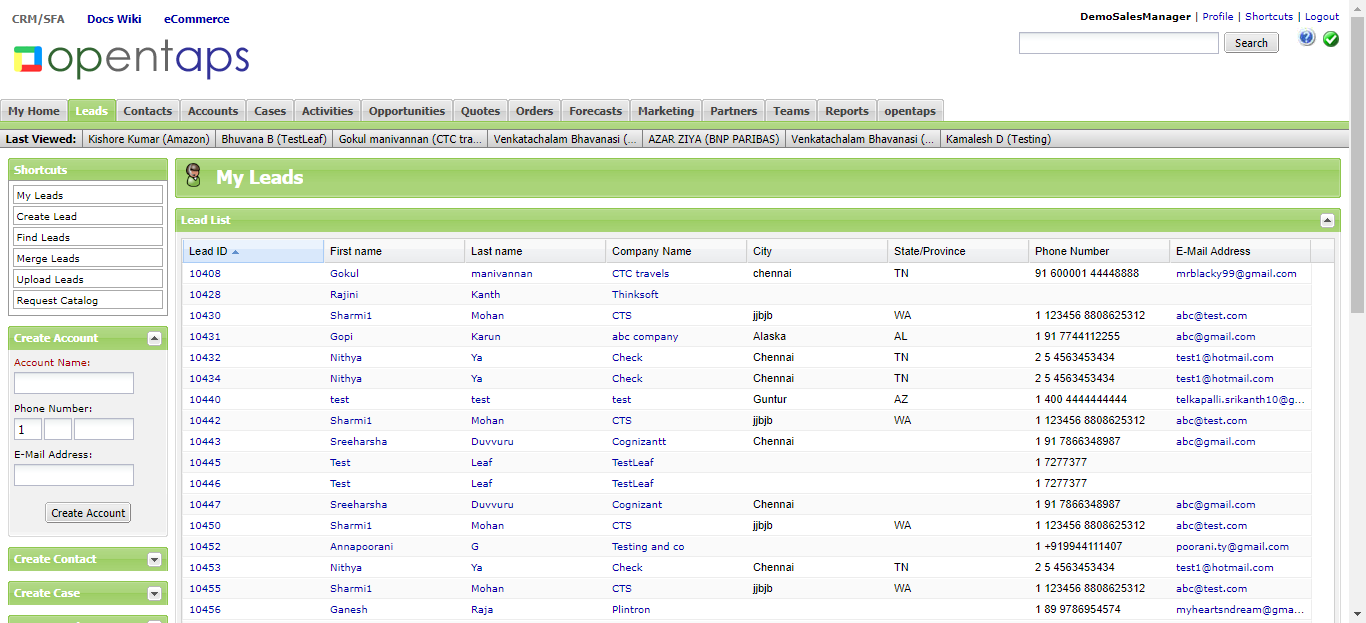 CRM/SFA Docs Wiki eCommerce
DemoSalesManager | Profile | Shortcuts | Logout
opentaps
Search
My Home Leads Contacts Accounts Cases Activities Opportunities Quotes Orders Forecasts Marketing Partners Teams Reports opentaps
Last Viewed: Kishore Kumar (Amazon) Bhuvana B (TestLeaf) Gokul manivannan (CTC tra... Venkatachalam Bhavanasi (... AZAR ZIYA (BNP PARIBAS) Venkatachalam Bhavanasi (... Kamalesh D (Testing)
Shortcuts
My Leads
Create Lead
Find Leads
Merge Leads
Upload Leads
Request Catalog
Create Account
Account Name:
Phone Number:
1
E-Mail Address:
Create Account
Create Contact
Create Case
My Leads
Lead List
Lead ID First name Last name Company Name City State/Province Phone Number E-Mail Address
10408 Gokul manivannan CTC travels chennai TN 91 600001 44448888 mrblacky99@gmail.com
10428 Rajini Kanth Thinksoft
10430 Sharmi1 Mohan CTS jjbjb WA 1 123456 8808625312 abc@test.com
10431 Gopi Karun abc company Alaska AL 1 91 7744112255 abc@gmail.com
10432 Nithya Ya Check Chennai TN 2 5 4563453434 test1@hotmail.com
10434 Nithya Ya Check Chennai TN 2 5 4563453434 test1@hotmail.com
10440 test test test Guntur AZ 1 400 4444444444 telkapalli.srikanth10@g...
10442 Sharmi1 Mohan CTS jjbjb WA 1 123456 8808625312 abc@test.com
10443 Sreeharsha Duvvuru Cognizantt Chennai 1 91 7866348987 abc@gmail.com
10445 Test Leaf TestLeaf 1 7277377
10446 Test Leaf TestLeaf 1 7277377
10447 Sreeharsha Duvvuru Cognizant Chennai 1 91 7866348987 abc@gmail.com
10450 Sharmi1 Mohan CTS jjbjb WA 1 123456 8808625312 abc@test.com
10452 Annapoorani G Testing and co 1 +919944111407 poorani.ty@gmail.com
10453 Nithya Ya Check Chennai TN 2 5 4563453434 test1@hotmail.com
10455 Sharmi1 Mohan CTS jjbjb WA 1 123456 8808625312 abc@test.com
10456 Ganesh Raja Plintron 1 89 9786954574 myheartsndream@gma...